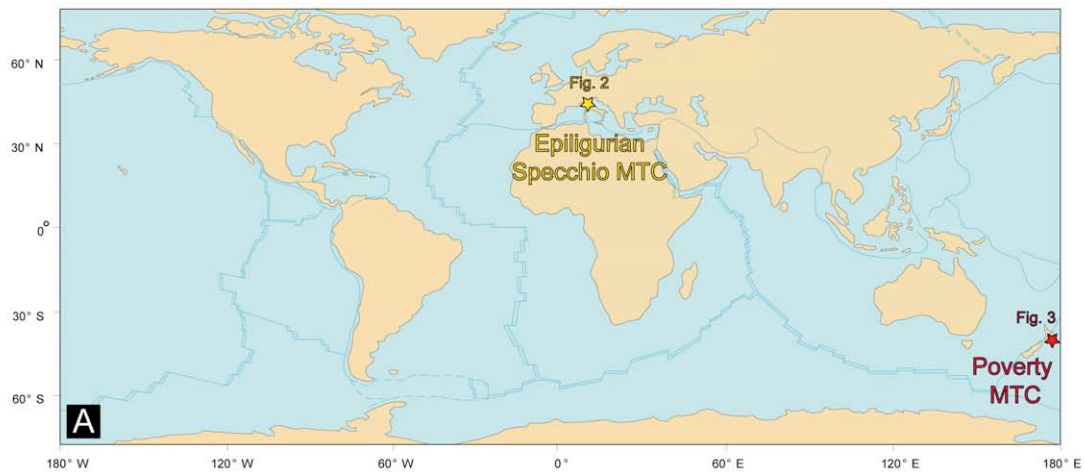 60° N
Fig. 2
30° N
Epiligurian
Specchio MTC
0°
30° S
Fig. 3
Poverty
MTC
60° S
A
180° W
120° W
60° W
0°
60° E
120° E
180° E